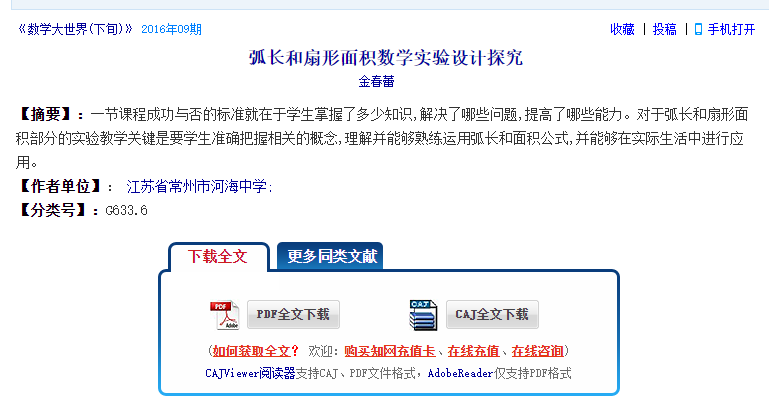 《数学大世界(下旬)》 2016年09期
收藏 | 投稿 | 手机打开
弧长和扇形面积数学实验设计探究
金春蕾
【摘要】：一节课程成功与否的标准就在于学生掌握了多少知识,解决了哪些问题,提高了哪些能力。对于弧长和扇形面
积部分的实验教学关键是要学生准确把握相关的概念,理解并能够熟练运用弧长和面积公式,并能够在实际生活中进行应
用。
【作者单位】： 江苏省常州市河海中学;
【分类号】：G633.6
下载全文 更多同类文献
PDF Adobe PDF全文下载 CAJ CAJ全文下载
(如何获取全文? 欢迎：购买知网充值卡、在线充值、在线咨询)
CAJViewer阅读器支持CAJ、PDF文件格式，AdobeReader仅支持PDF格式